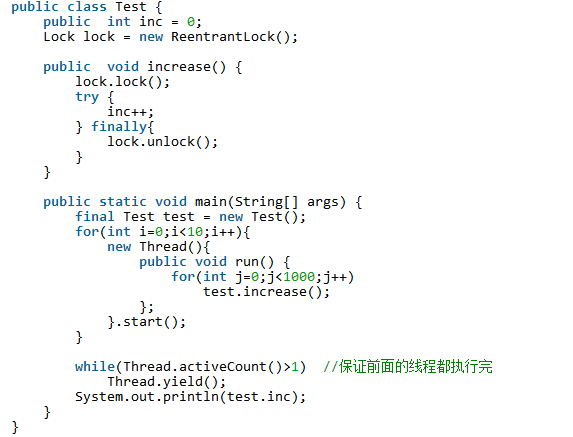 public class Test {
    public  int inc = 0;
    Lock lock = new ReentrantLock();

    public  void increase() {
        lock.lock();
        try {
            inc++;
        } finally{
            lock.unlock();
        }
    }

    public static void main(String[] args) {
        final Test test = new Test();
        for(int i=0;i<10;i++){
            new Thread(){
                public void run() {
                    for(int j=0;j<1000;j++)
                        test.increase();
                };
            }.start();
        }

        while(Thread.activeCount()>1)  //保证前面的线程都执行完
            Thread.yield();
        System.out.println(test.inc);
    }
}